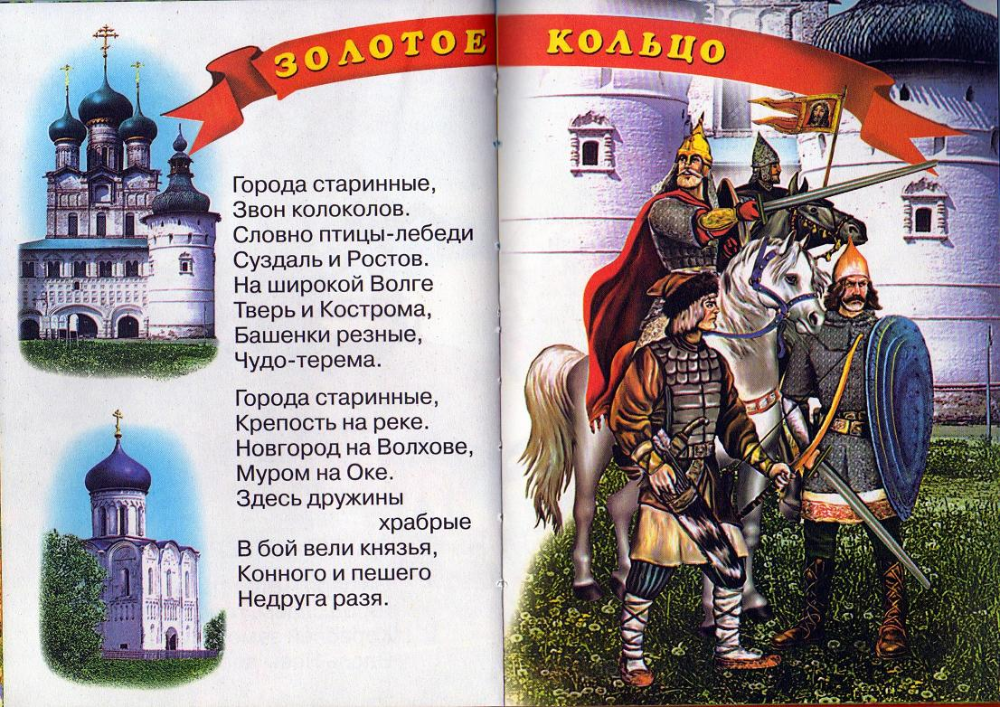 ЗОЛОТОЕ КОЛЬЦО
Города старинные,
Звон колоколов.
Словно птицы-лебеди
Суздаль и Ростов.
На широкой Волге
Тверь и Кострома,
Башенки резные,
Чудо-терема.
Города старинные,
Крепость на реке.
Новгород на Волхове,
Муром на Оке.
Здесь дружины
храбрые
В бой вели князья,
Конного и пешего
Недруга разя.